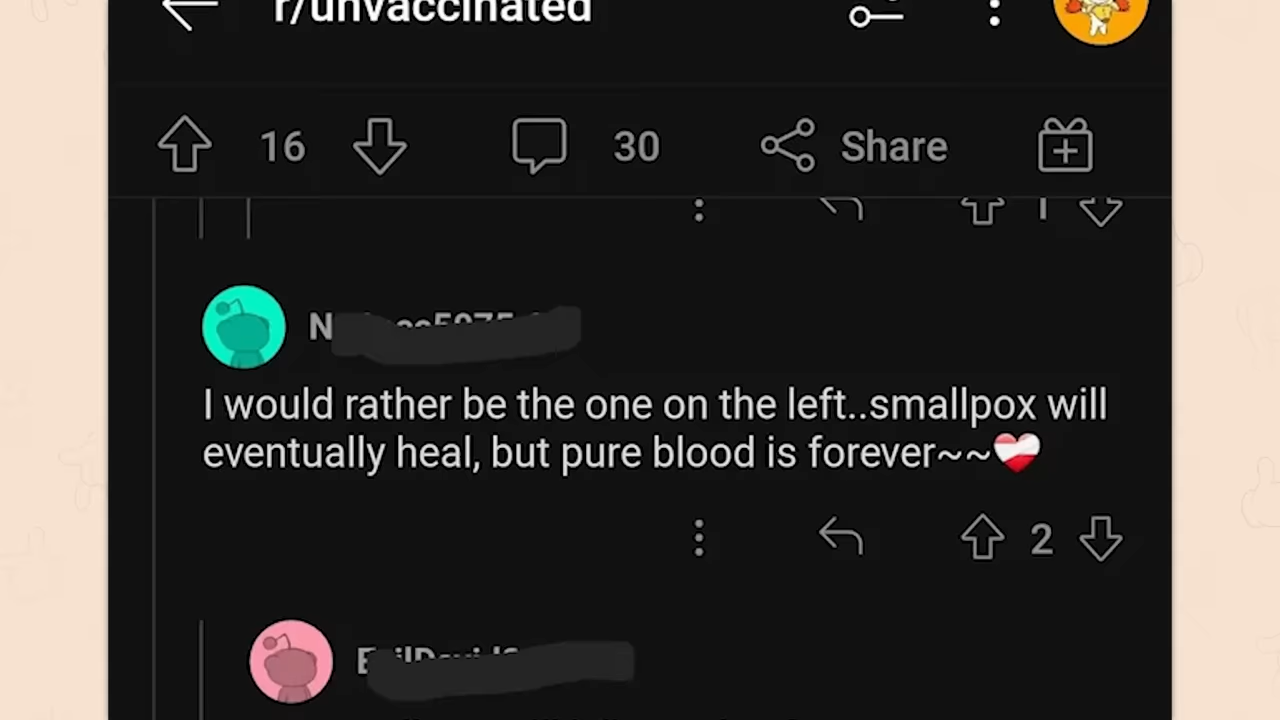 r/unvaccinated
16
30
Share
1
I would rather be the one on the left..smallpox will
eventually heal, but pure blood is forever~~
2